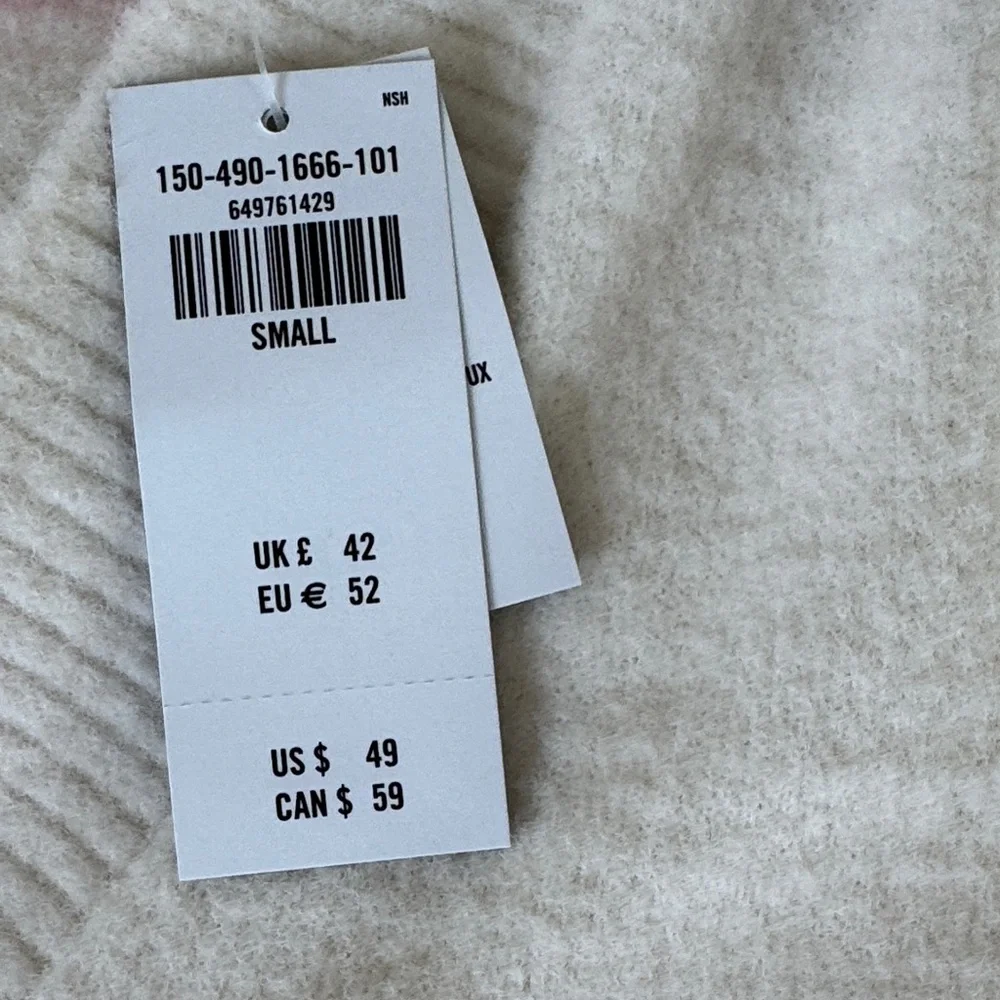 NSH
150-490-1666-101
649761429
SMALL
UX
UK £ 42
EU € 52
US $ 49
CAN $ 59